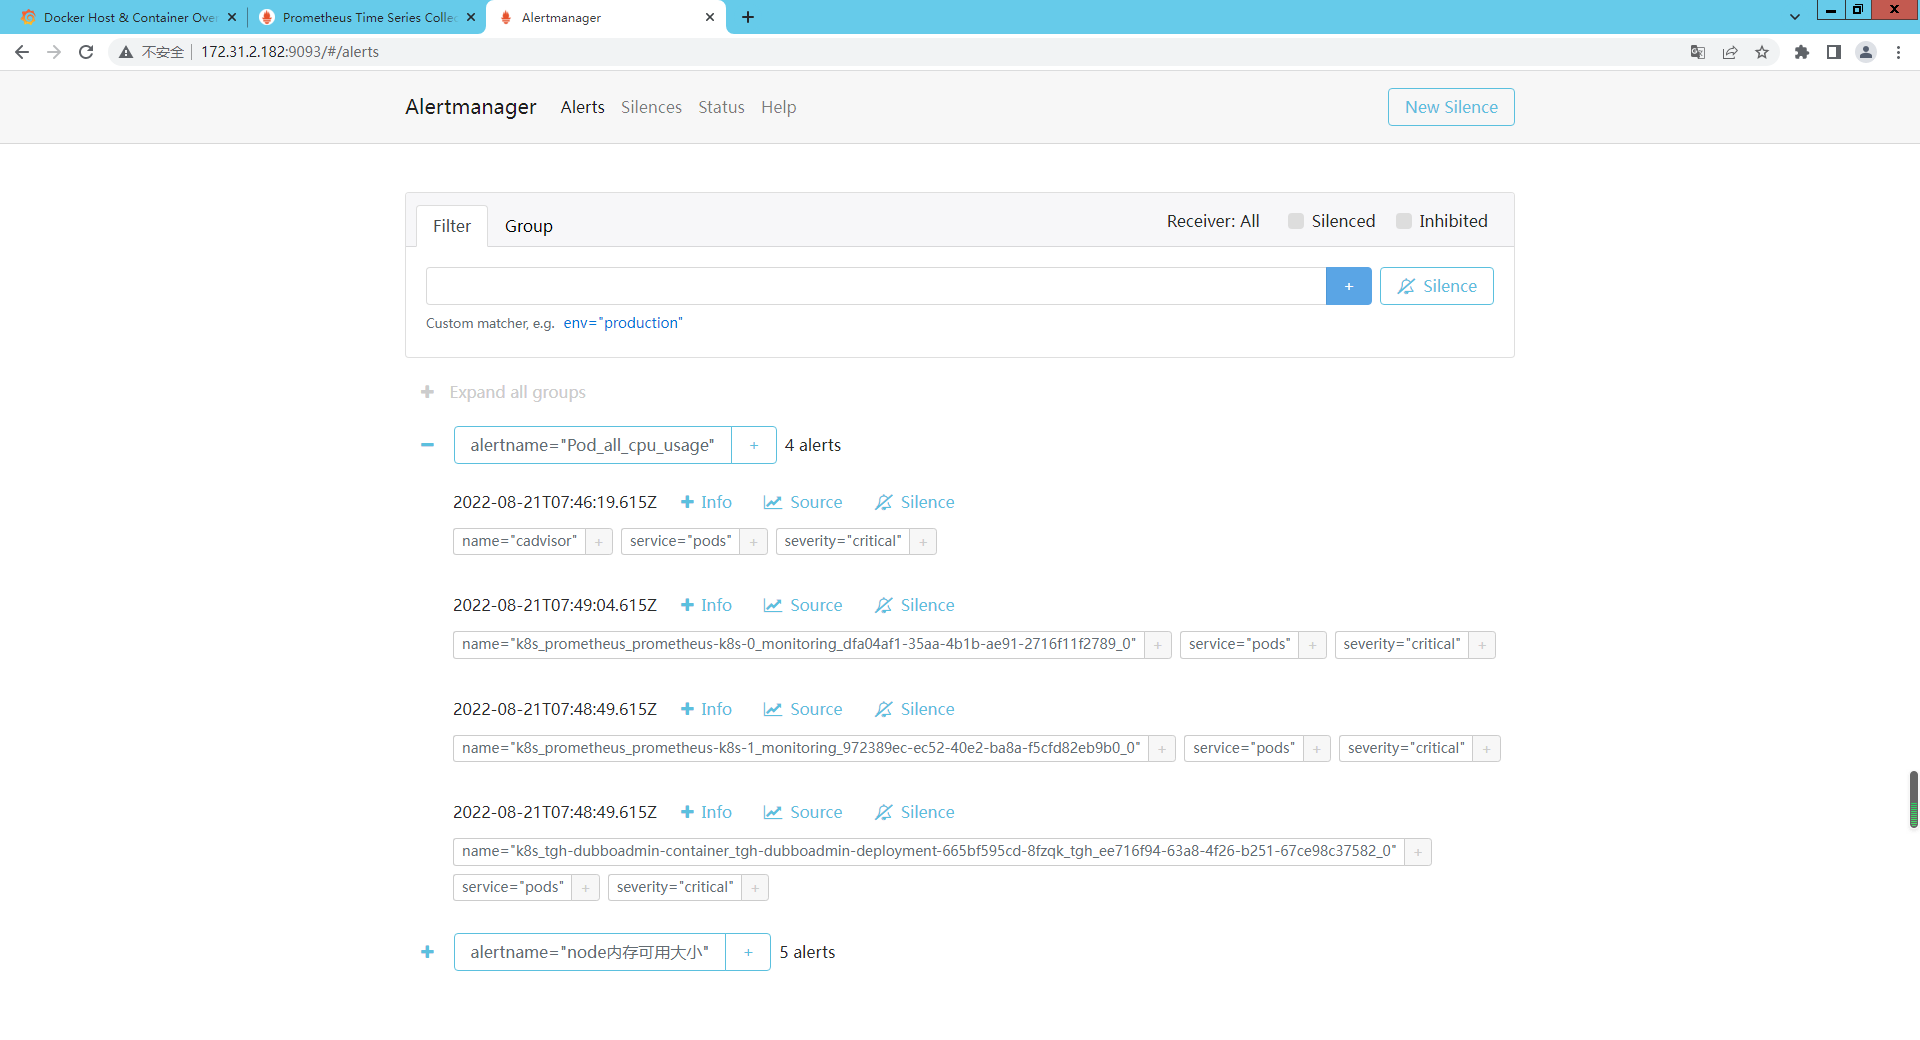 Docker Host & Container Over
Prometheus Time Series Collec
Alertmanager
不安全 172.31.2.182:9093/#/alerts
Alertmanager Alerts Silences Status Help New Silence
Filter Group Receiver: All Silenced Inhibited
+ Silence
Custom matcher, e.g. env="production"
+ Expand all groups
− alertname="Pod_all_cpu_usage" + 4 alerts
2022-08-21T07:46:19.615Z + Info Source Silence
name="cadvisor" + service="pods" + severity="critical" +
2022-08-21T07:49:04.615Z + Info Source Silence
name="k8s_prometheus_prometheus-k8s-0_monitoring_dfa04af1-35aa-4b1b-ae91-2716f11f2789_0" + service="pods" + severity="critical" +
2022-08-21T07:48:49.615Z + Info Source Silence
name="k8s_prometheus_prometheus-k8s-1_monitoring_972389ec-ec52-40e2-ba8a-f5cfd82eb9b0_0" + service="pods" + severity="critical" +
2022-08-21T07:48:49.615Z + Info Source Silence
name="k8s_tgh-dubboadmin-container_tgh-dubboadmin-deployment-665bf595cd-8fzqk_tgh_ee716f94-63a8-4f26-b251-67ce98c37582_0" +
service="pods" + severity="critical" +
+ alertname="node内存可用大小" + 5 alerts